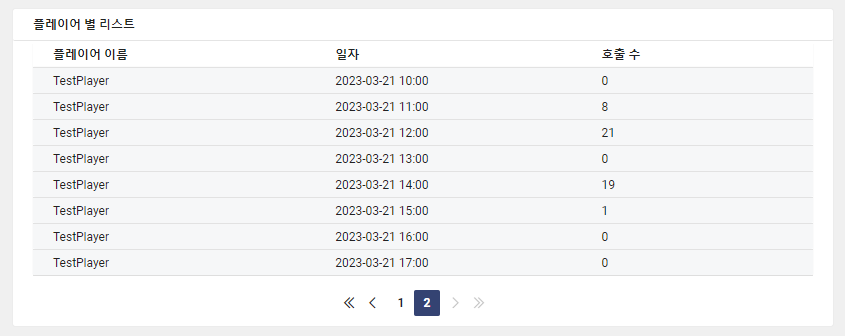 플레이어 별 리스트
플레이어 이름 일자 호출 수
TestPlayer 2023-03-21 10:00 0
TestPlayer 2023-03-21 11:00 8
TestPlayer 2023-03-21 12:00 21
TestPlayer 2023-03-21 13:00 0
TestPlayer 2023-03-21 14:00 19
TestPlayer 2023-03-21 15:00 1
TestPlayer 2023-03-21 16:00 0
TestPlayer 2023-03-21 17:00 0
1 2